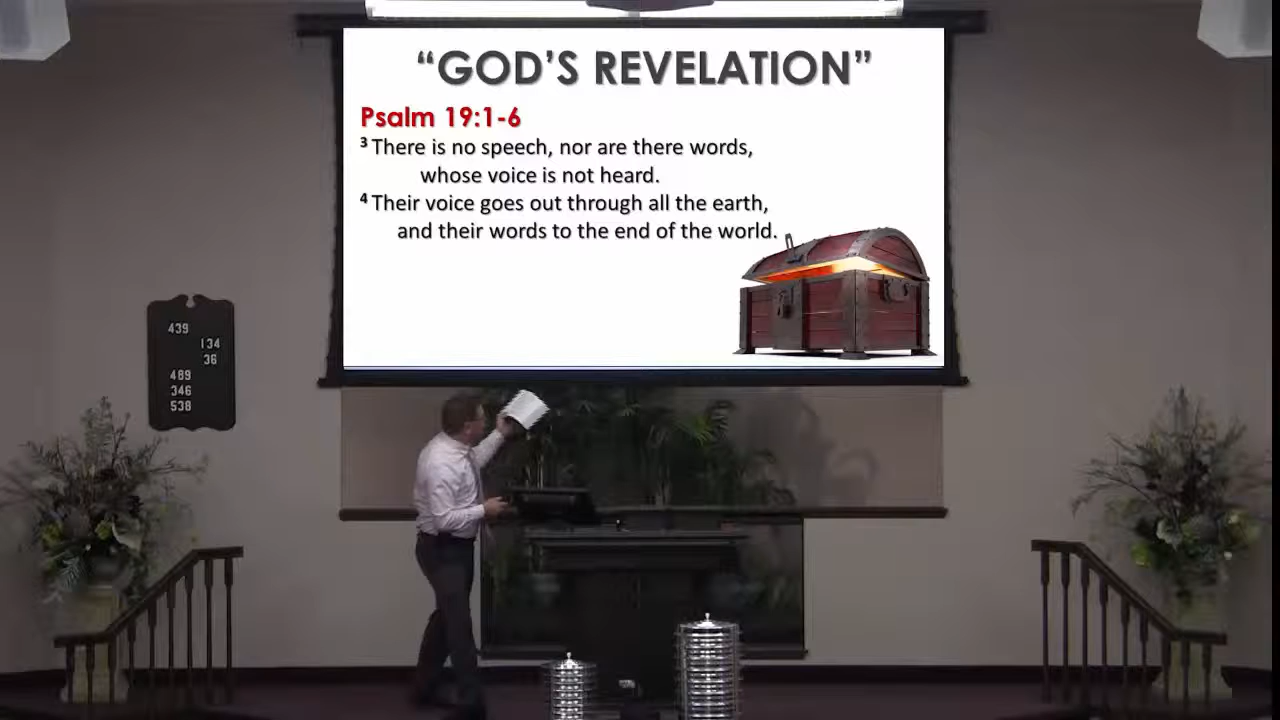 “GOD’S REVELATION”
Psalm 19:1-6
³ There is no speech, nor are there words,
whose voice is not heard.
⁴ Their voice goes out through all the earth,
and their words to the end of the world.
439
134
36
489
346
538